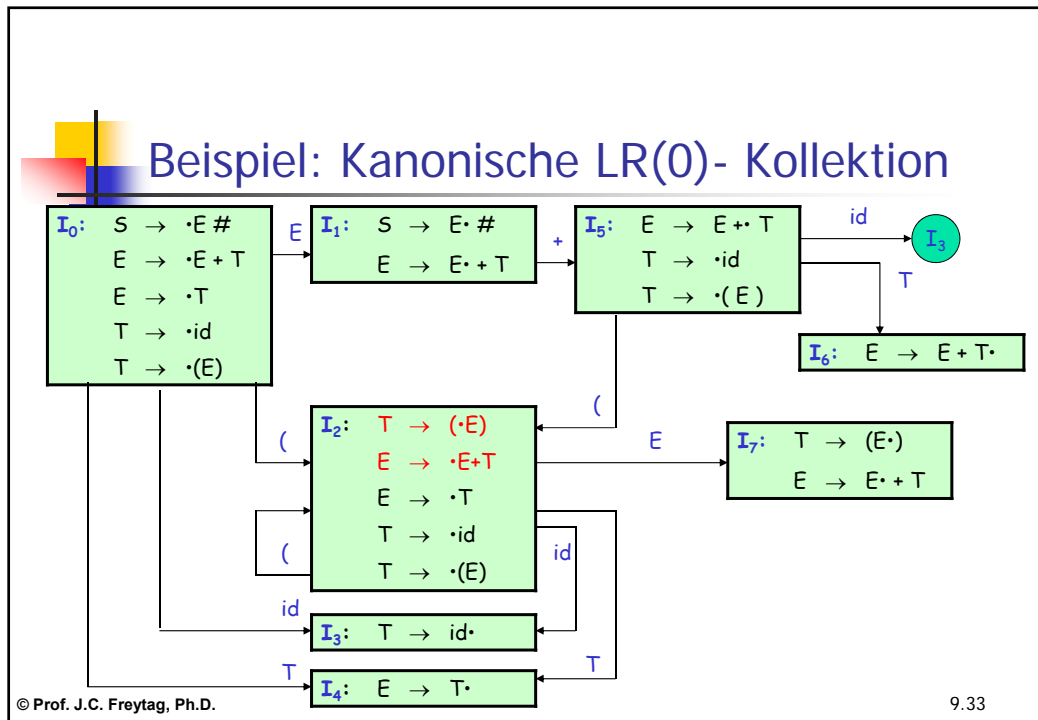 Beispiel: Kanonische LR(0)- Kollektion
I₀: S → ·E #
E → ·E + T
E → ·T
T → ·id
T → ·(E)
E
I₁: S → E· #
E → E· + T
+
I₅: E → E +· T
T → ·id
T → ·( E )
id
I₃
T
I₆: E → E + T·
(
(
I₂: T → (·E)
E → ·E+T
E → ·T
T → ·id
T → ·(E)
E
I₇: T → (E·)
E → E· + T
(
id
id
I₃: T → id·
T
T
I₄: E → T·
© Prof. J.C. Freytag, Ph.D.
9.33